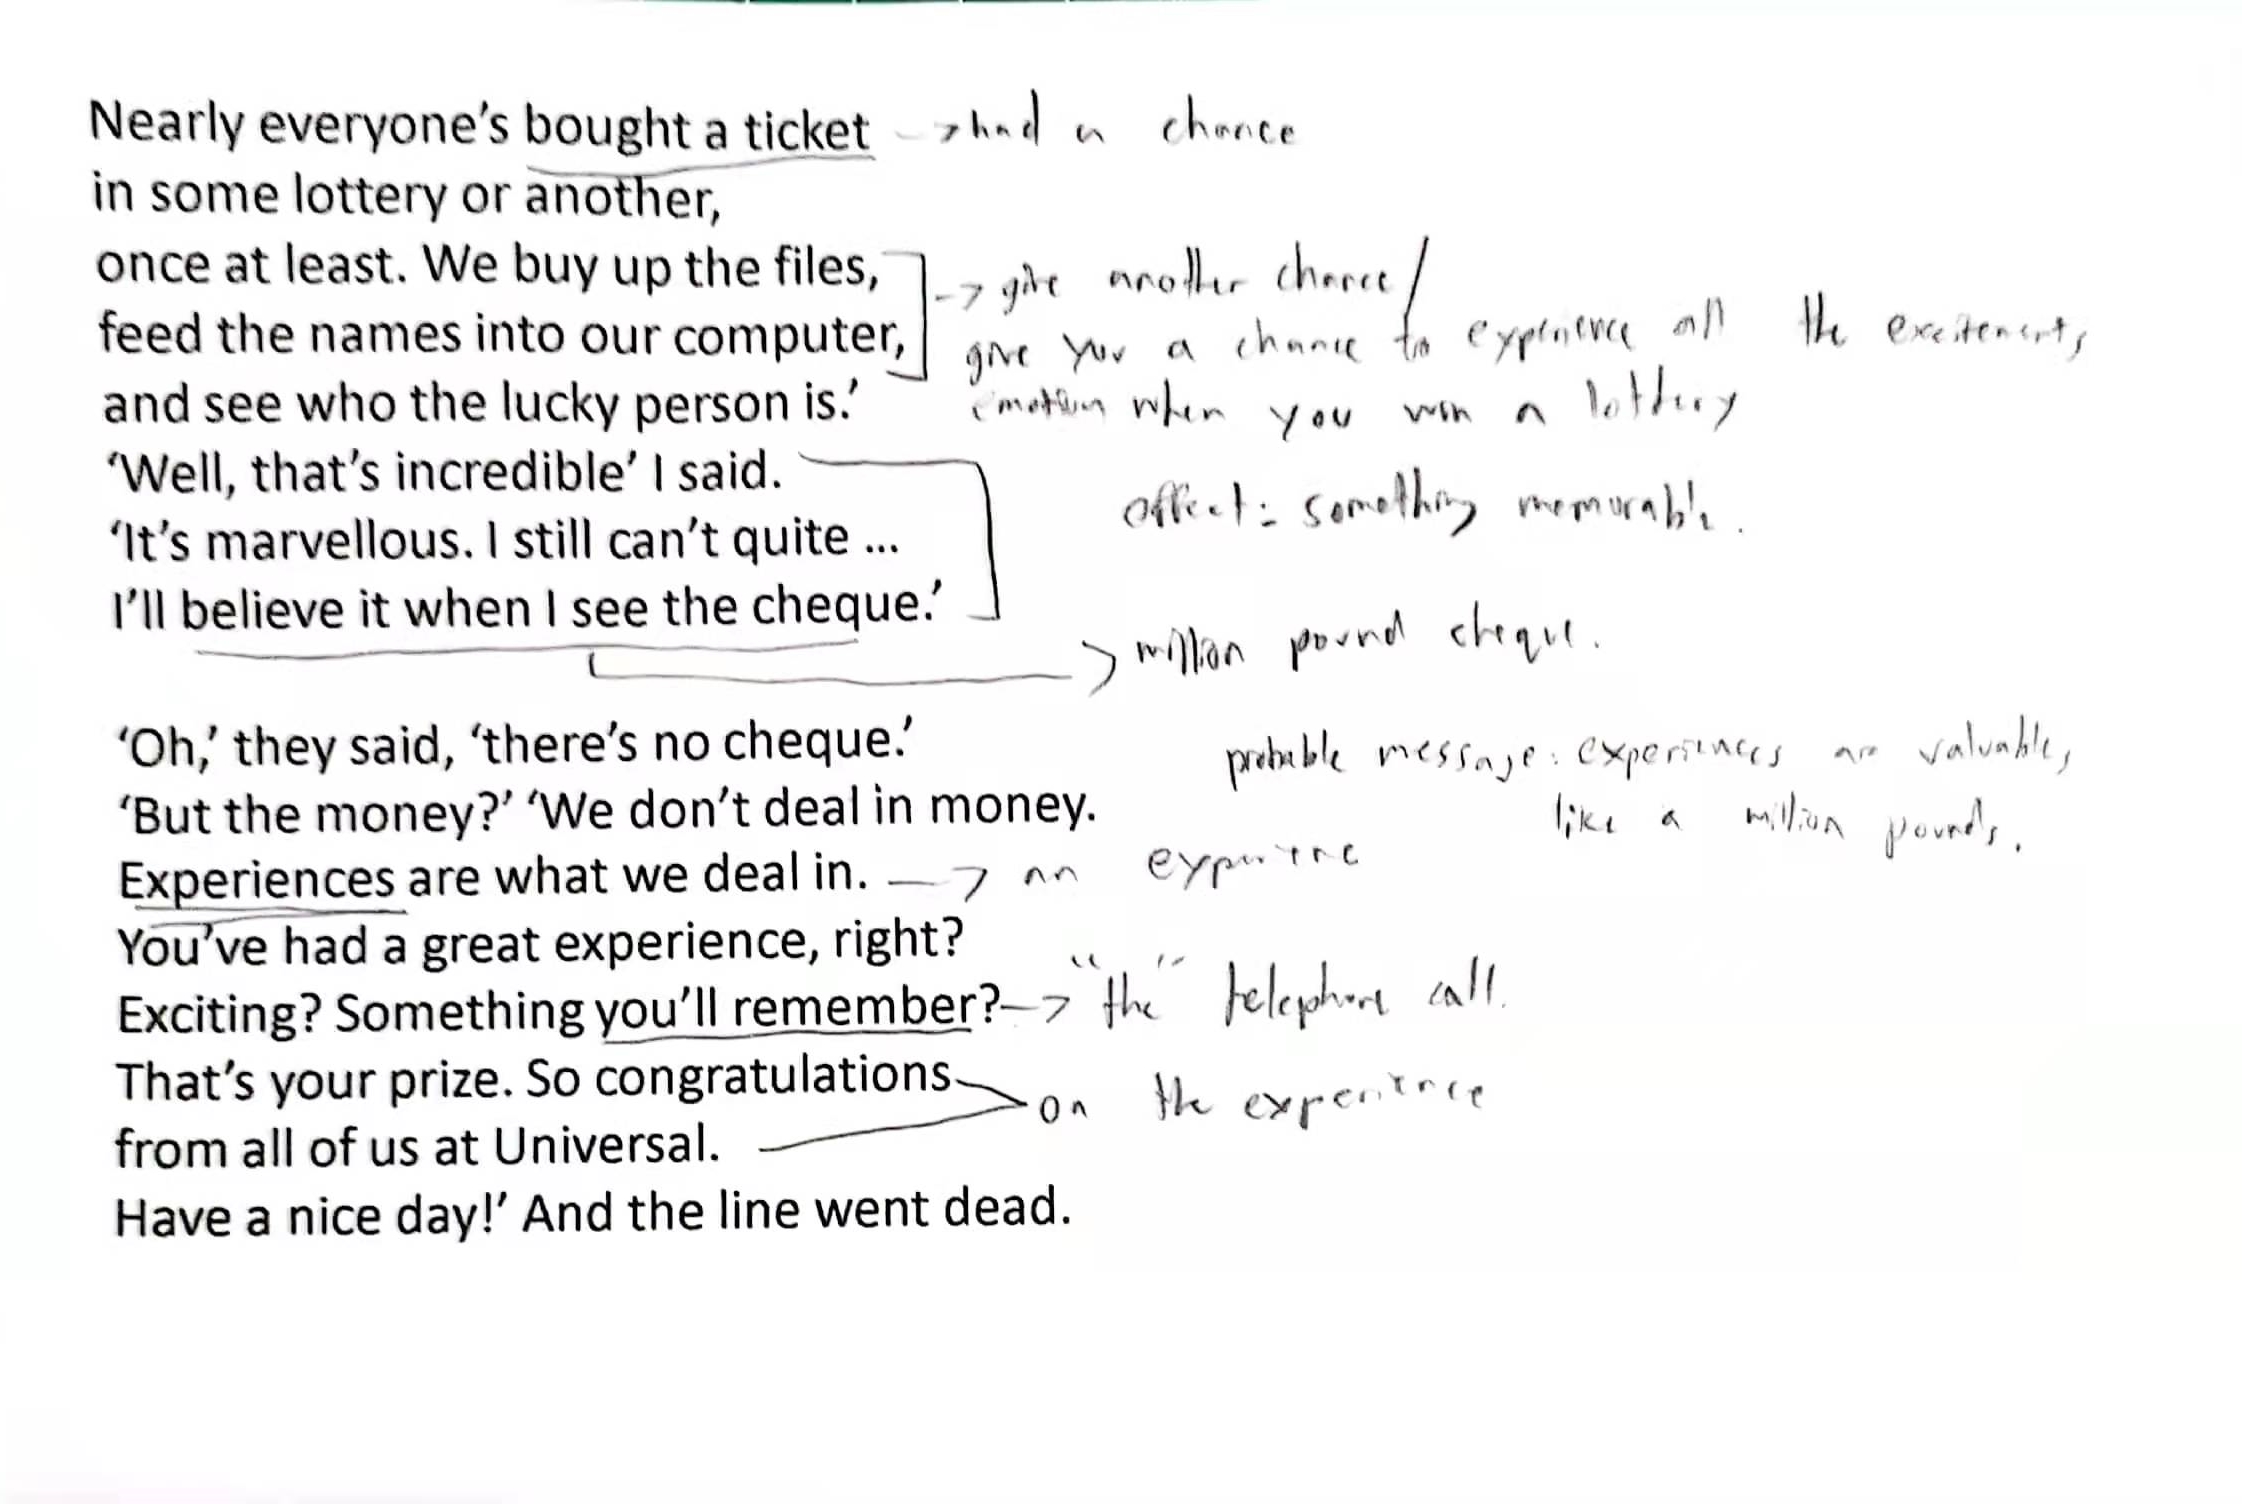 Nearly everyone's bought a ticket -> had a chance
in some lottery or another,
once at least. We buy up the files, -> give another chance/
feed the names into our computer, give you a chance to experience all the excitements,
and see who the lucky person is.' emotion when you win a lottery
'Well, that's incredible' I said.
effect: something memorable.
'It's marvellous. I still can't quite ...
I'll believe it when I see the cheque.'
> million pound cheque.
'Oh,' they said, 'there's no cheque.' probable message: experiences are valuable,
'But the money?' 'We don't deal in money. like a million pounds.
Experiences are what we deal in. -> an
You've had a great experience, right?
Exciting? Something you'll remember? -> "the" telephone call.
That's your prize. So congratulations on the experience
from all of us at Universal.
Have a nice day!' And the line went dead.